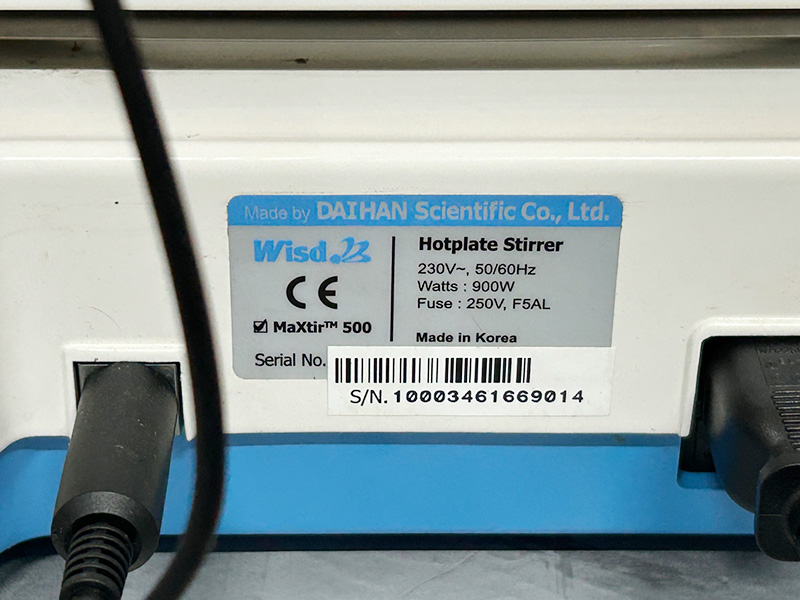 Made by DAIHAN Scientific Co., Ltd.
Wisd.
CE
☑ MaXtir™ 500
Serial No.
Hotplate Stirrer
230V~, 50/60Hz
Watts : 900W
Fuse : 250V, F5AL
Made in Korea
S/N. 10003461669014